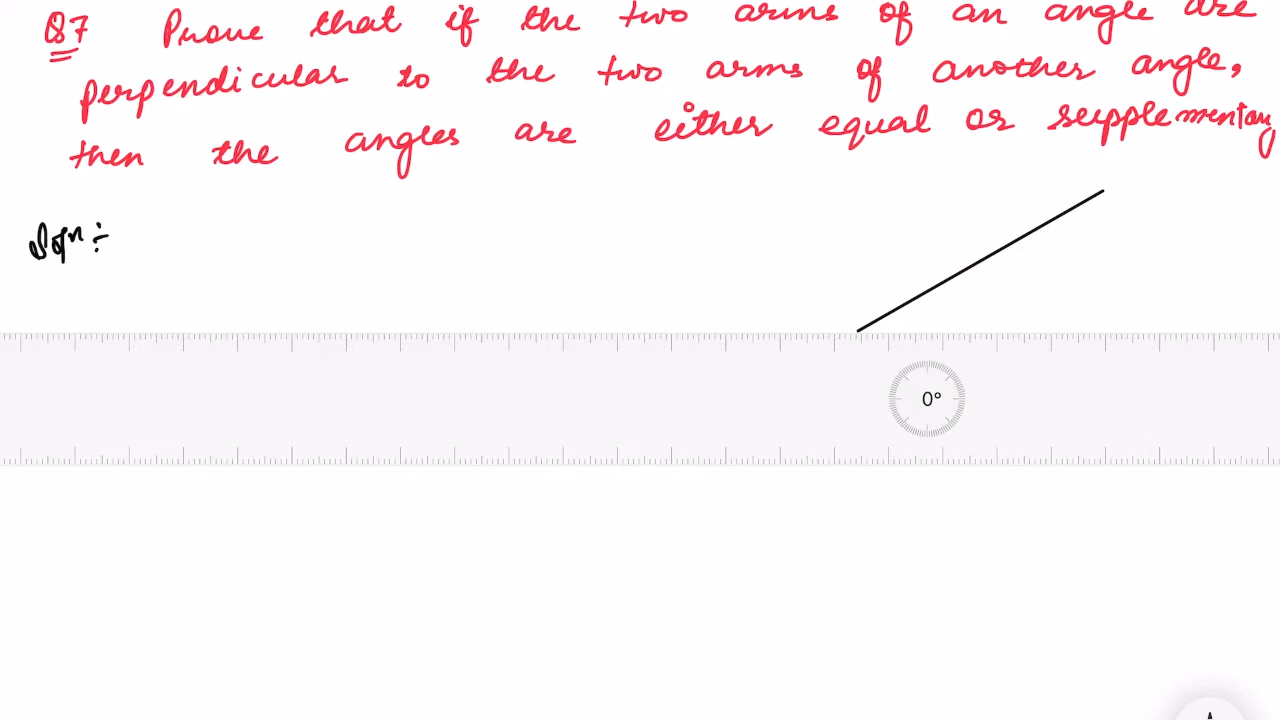 Q7 Prove that if the two arms of an angle are
perpendicular to the two arms of another angle,
then the angles are either equal or supplementary
Solⁿ :-
0°